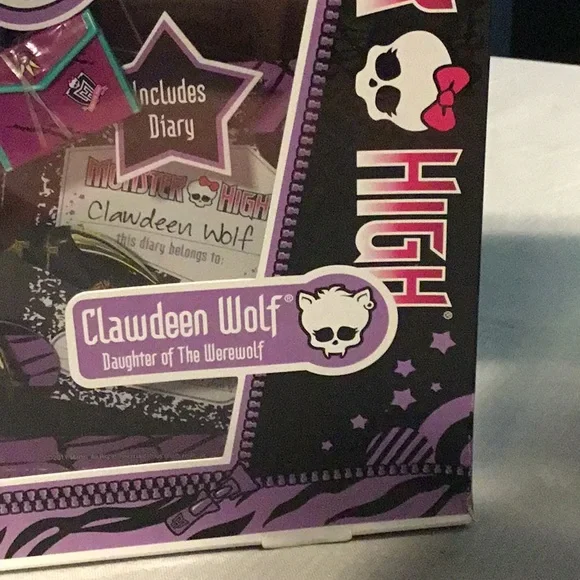 Includes
Diary
MONSTER HIGH
Clawdeen Wolf
this diary belongs to:
Clawdeen Wolf®
Daughter of The Werewolf
R HIGH®